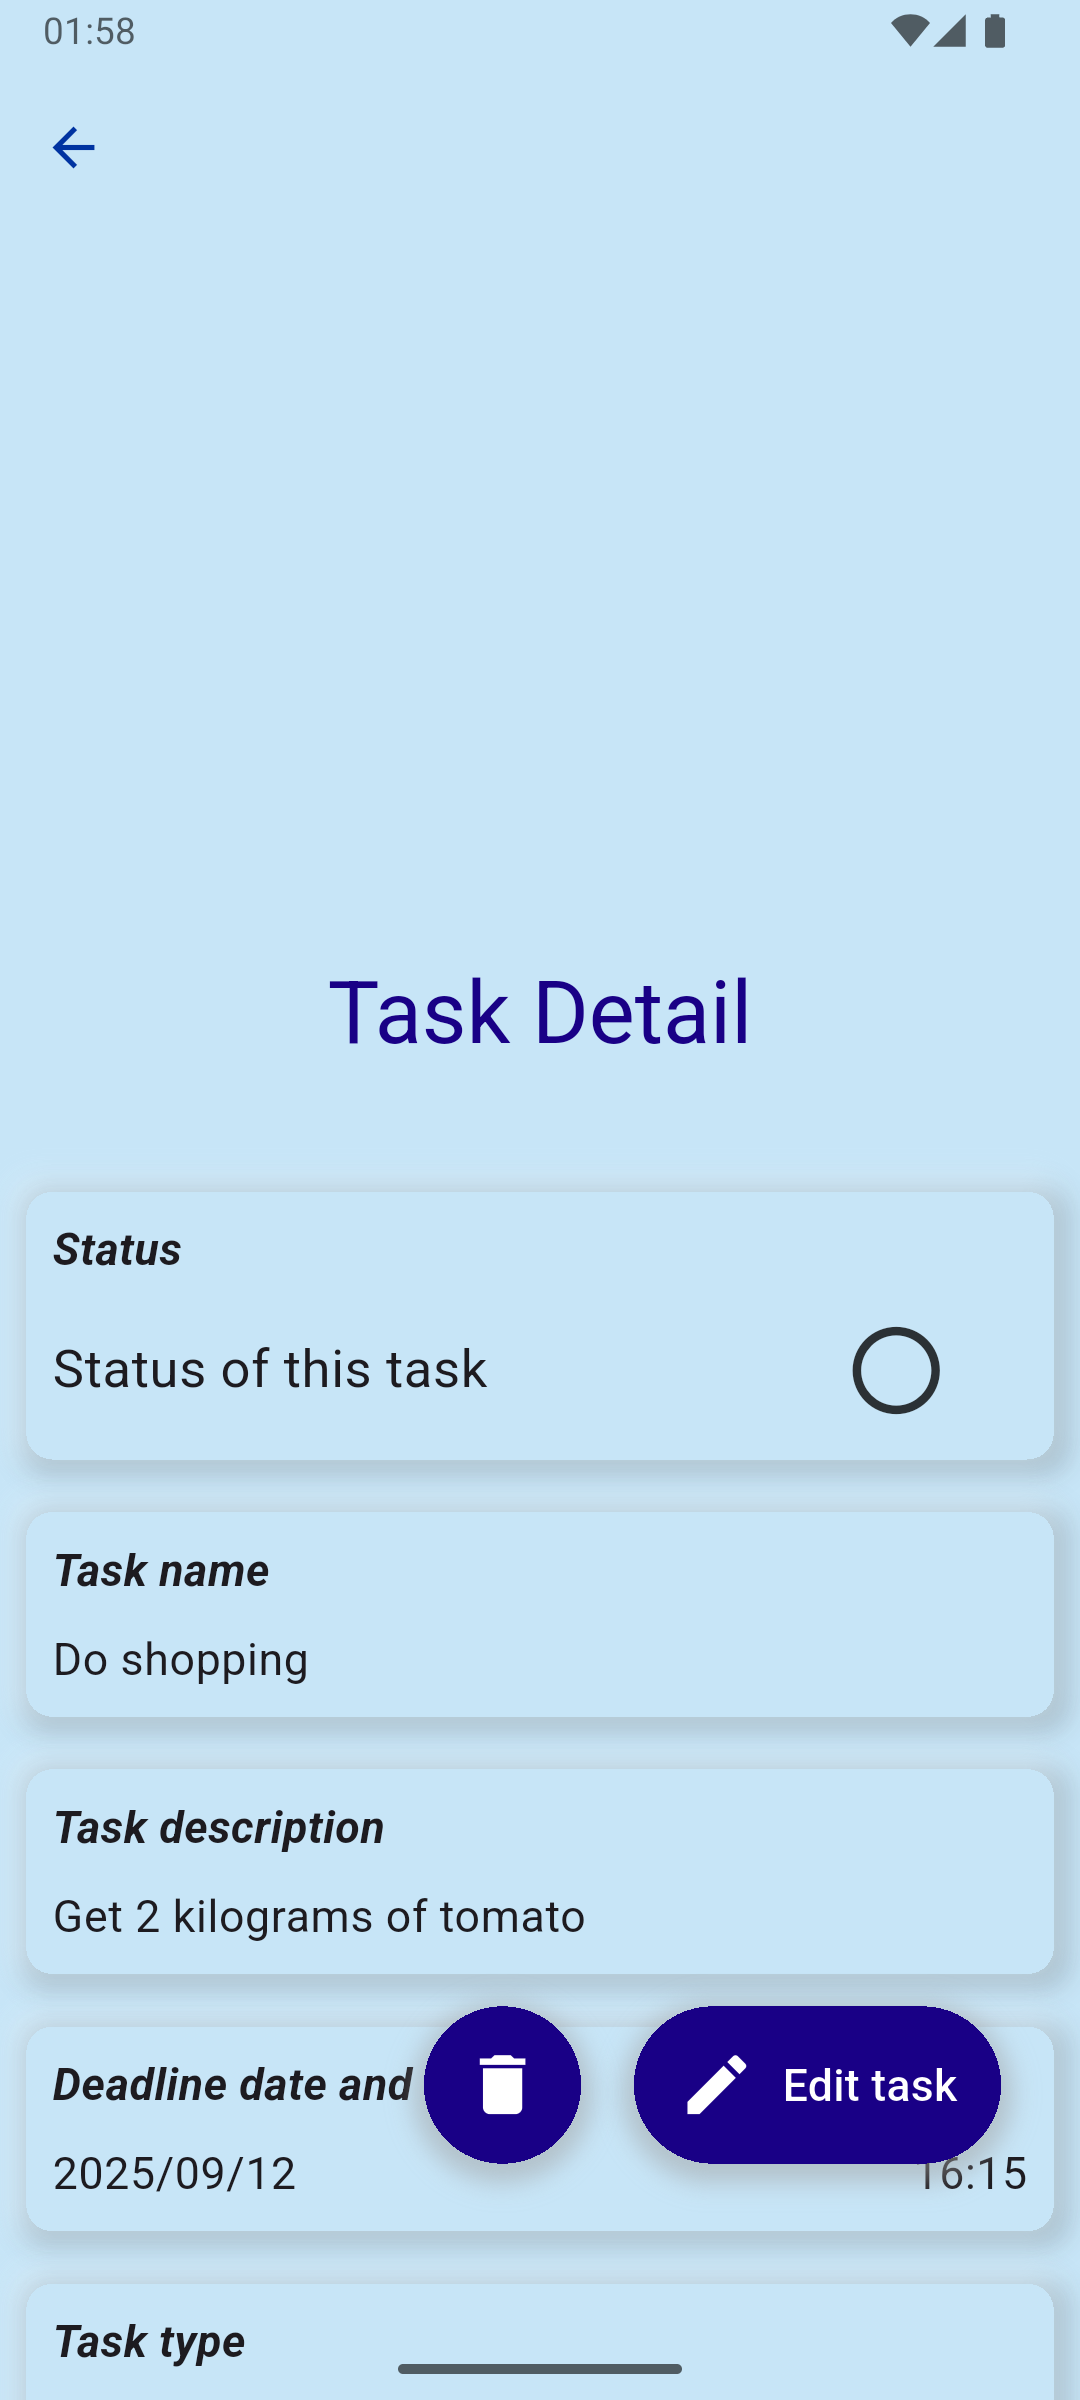 01:58
Task Detail
Status
Status of this task
Task name
Do shopping
Task description
Get 2 kilograms of tomato
Deadline date and
Edit task
2025/09/12 16:15
Task type